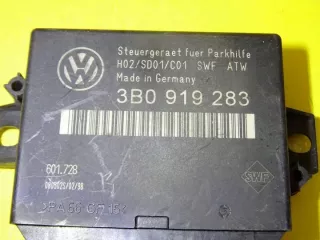 Steuergeraet fuer Parkhilfe
H02/SD01/C01 SWF ATW
Made in Germany
3B0 919 283
601.728
SWF